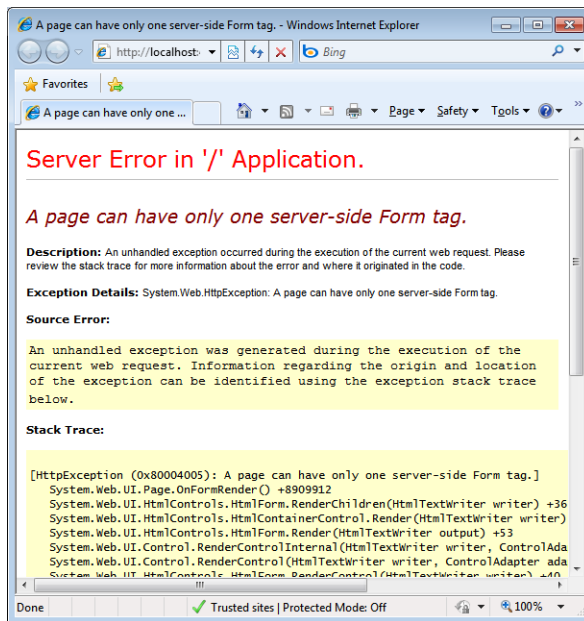 A page can have only one server-side Form tag. - Windows Internet Explorer
http://localhost:
Bing
Favorites
A page can have only one ...
Page
Safety
Tools
»
Server Error in '/' Application.
A page can have only one server-side Form tag.
Description: An unhandled exception occurred during the execution of the current web request. Please
review the stack trace for more information about the error and where it originated in the code.
Exception Details: System.Web.HttpException: A page can have only one server-side Form tag.
Source Error:
An unhandled exception was generated during the execution of the
current web request. Information regarding the origin and location
of the exception can be identified using the exception stack trace
below.
Stack Trace:
[HttpException (0x80004005): A page can have only one server-side Form tag.]
System.Web.UI.Page.OnFormRender() +8909912
System.Web.UI.HtmlControls.HtmlForm.RenderChildren(HtmlTextWriter writer) +36
System.Web.UI.HtmlControls.HtmlContainerControl.Render(HtmlTextWriter writer)
System.Web.UI.HtmlControls.HtmlForm.Render(HtmlTextWriter output) +53
System.Web.UI.Control.RenderControlInternal(HtmlTextWriter writer, ControlAda
System.Web.UI.Control.RenderControl(HtmlTextWriter writer, ControlAdapter ada
System.Web.UI.HtmlControls.HtmlForm.RenderControl(HtmlTextWriter writer) +40
Done
Trusted sites | Protected Mode: Off
100%